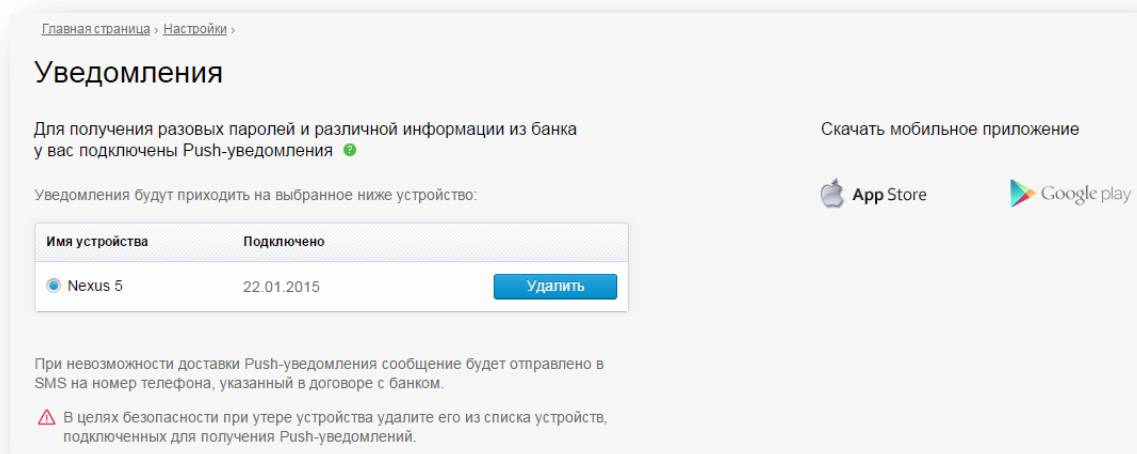 Главная страница › Настройки ›
Уведомления
Для получения разовых паролей и различной информации из банка
у вас подключены Push-уведомления ?
Скачать мобильное приложение
Уведомления будут приходить на выбранное ниже устройство:
App Store
Google play
Имя устройства Подключено
Nexus 5 22.01.2015 Удалить
При невозможности доставки Push-уведомления сообщение будет отправлено в
SMS на номер телефона, указанный в договоре с банком.
В целях безопасности при утере устройства удалите его из списка устройств,
подключенных для получения Push-уведомлений.